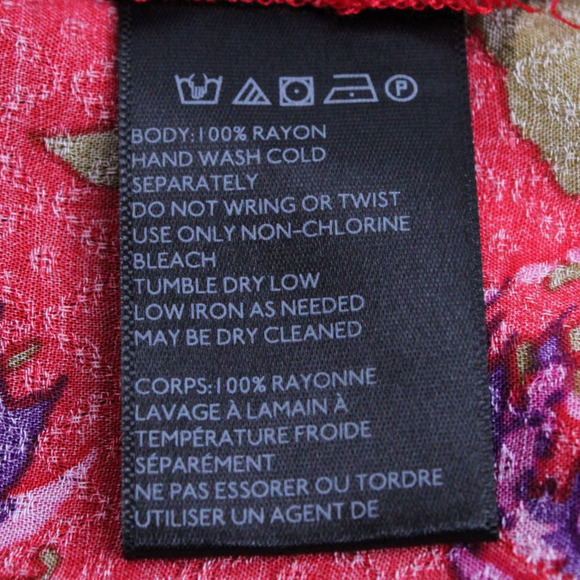 P
BODY:100% RAYON
HAND WASH COLD
SEPARATELY
DO NOT WRING OR TWIST
USE ONLY NON-CHLORINE
BLEACH
TUMBLE DRY LOW
LOW IRON AS NEEDED
MAY BE DRY CLEANED
CORPS:100% RAYONNE
LAVAGE À LAMAIN À
TEMPÉRATURE FROIDE
SÉPARÉMENT
NE PAS ESSORER OU TORDRE
UTILISER UN AGENT DE